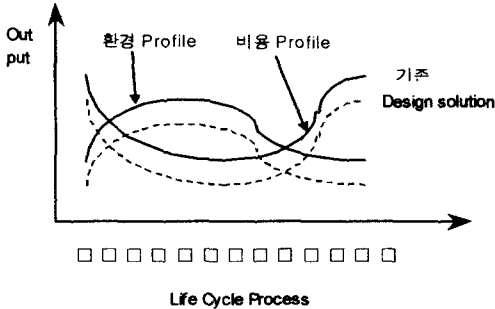 Out
put
환경 Profile
비용 Profile
기존
Design solution
Life Cycle Process